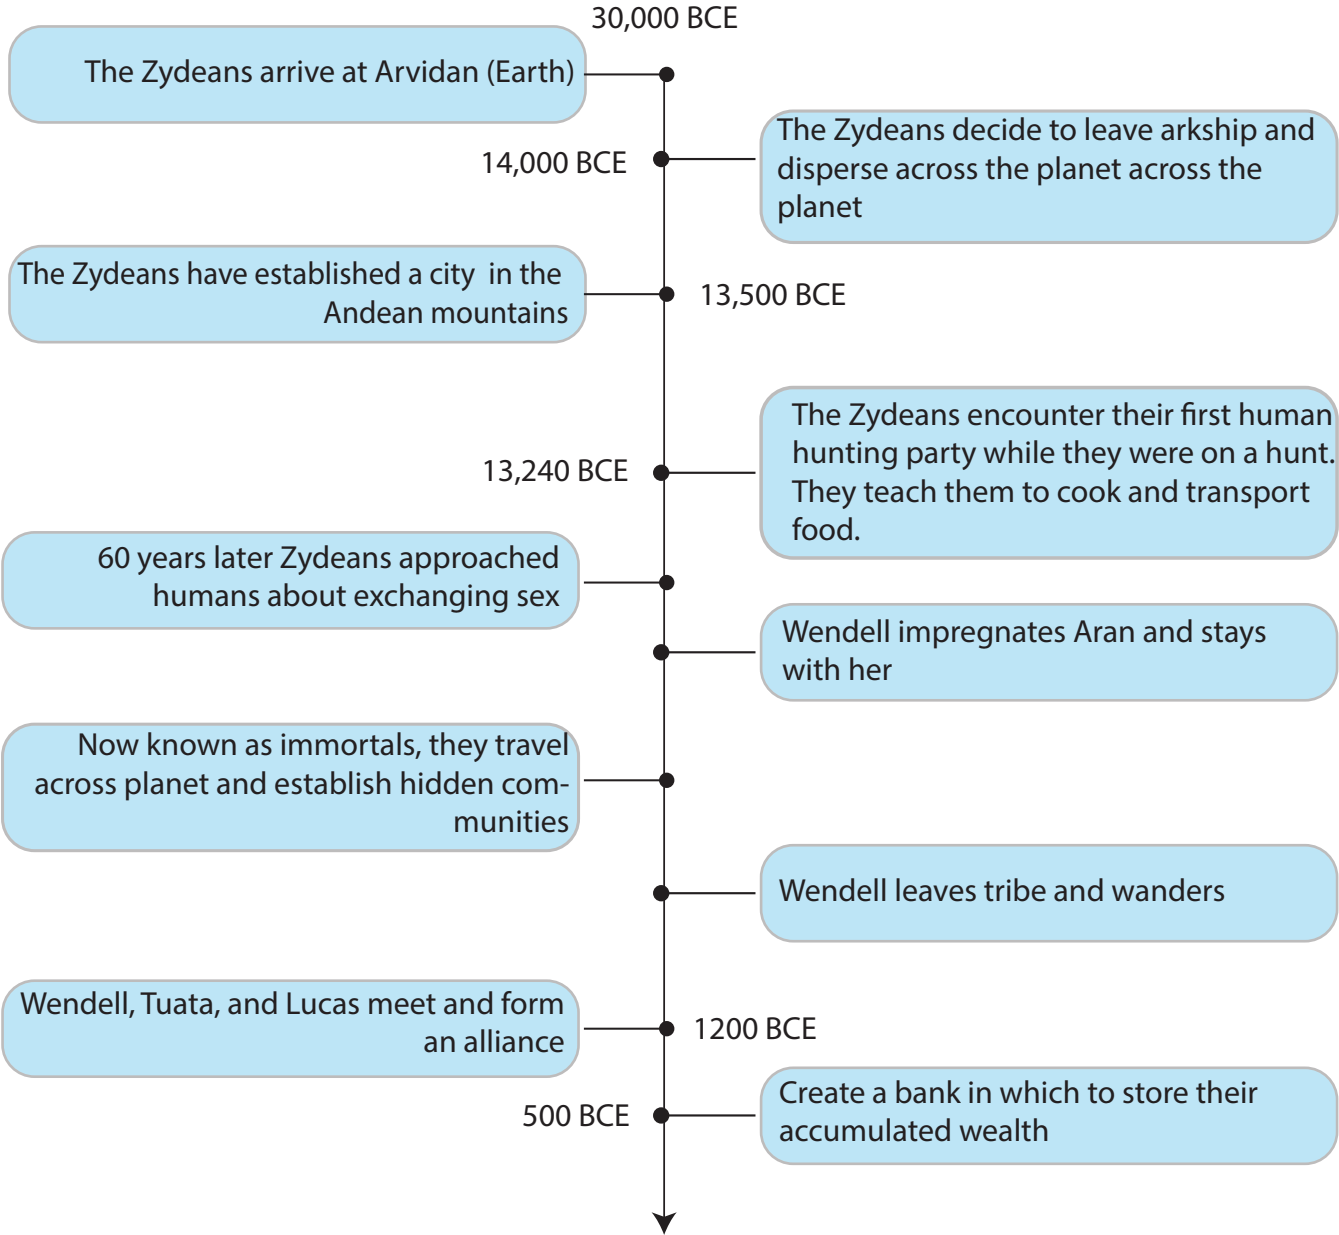 30,000 BCE
The Zydeans arrive at Arvidan (Earth)
14,000 BCE
The Zydeans decide to leave arkship and
disperse across the planet across the
planet
The Zydeans have established a city  in the
Andean mountains
13,500 BCE
13,240 BCE
The Zydeans encounter their first human
hunting party while they were on a hunt.
They teach them to cook and transport
food.
60 years later Zydeans approached
humans about exchanging sex
Wendell impregnates Aran and stays
with her
Now known as immortals, they travel
across planet and establish hidden com-
munities
Wendell leaves tribe and wanders
Wendell, Tuata, and Lucas meet and form
an alliance
1200 BCE
500 BCE
Create a bank in which to store their
accumulated wealth